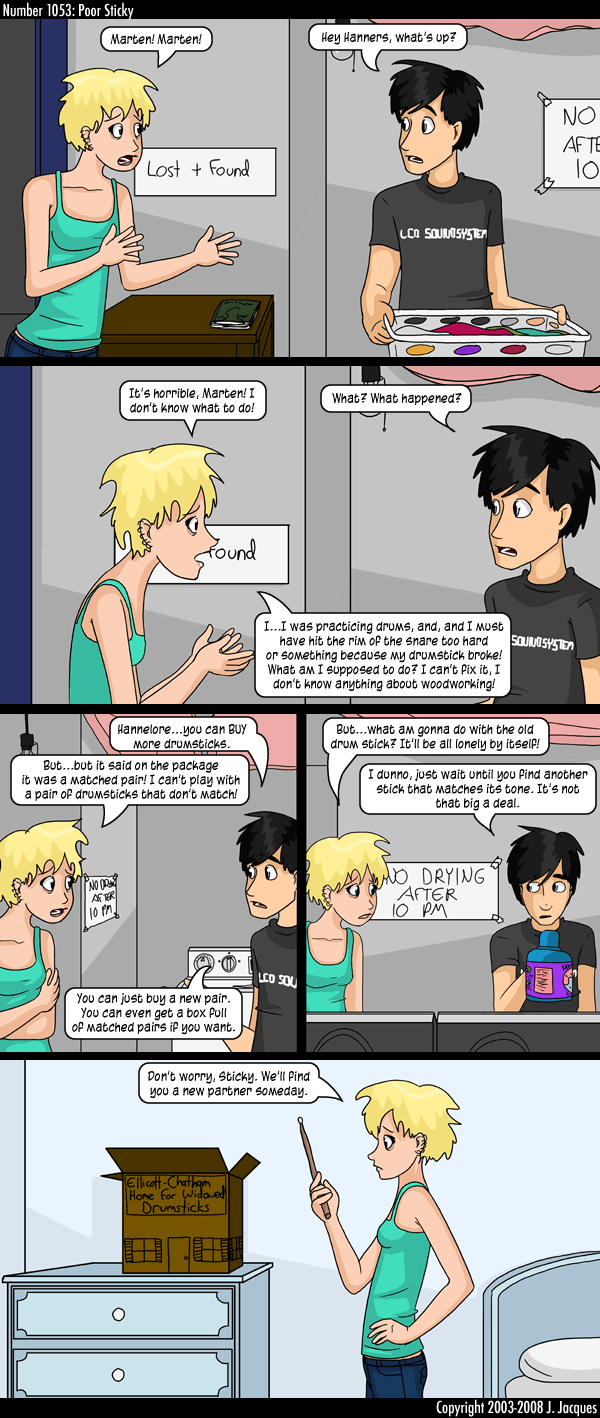 Number 1053: Poor Sticky
Marten! Marten!
Hey Hanners, what's up?
Lost + Found
NO
AFTE
10
LCD SOUNDSYSTEM
It's horrible, Marten! I
don't know what to do!
What? What happened?
Found
SOUNDSYSTEM
I...I was practicing drums, and, and I must
have hit the rim of the snare too hard
or something because my drumstick broke!
What am I supposed to do? I can't fix it, I
don't know anything about woodworking!
Hannelore...you can BUY
more drumsticks.
But...but it said on the package
it was a matched pair! I can't play with
a pair of drumsticks that don't match!
NO DRYING
AFTER
10 PM
LCD SOU
You can just buy a new pair.
You can even get a box full
of matched pairs if you want.
But...what am gonna do with the old
drum stick? It'll be all lonely by itself!
I dunno, just wait until you find another
stick that matches its tone. It's not
that big a deal.
NO DRYING
AFTER
10 PM
Don't worry, Sticky. We'll find
you a new partner someday.
Ellicott-Chatham
Home for Widowed
Drumsticks
Copyright 2003-2008 J. Jacques